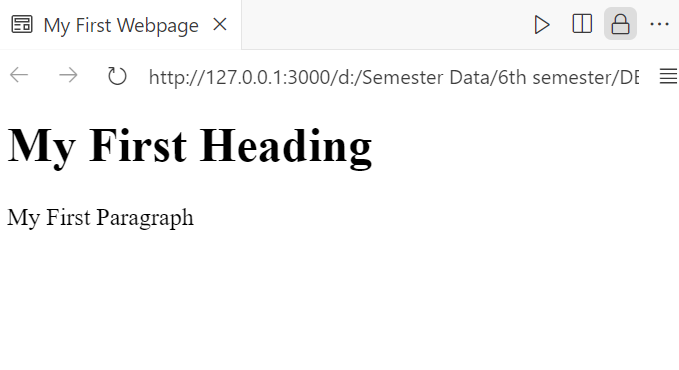 My First Webpage
http://127.0.0.1:3000/d:/Semester Data/6th semester/DE
My First Heading
My First Paragraph